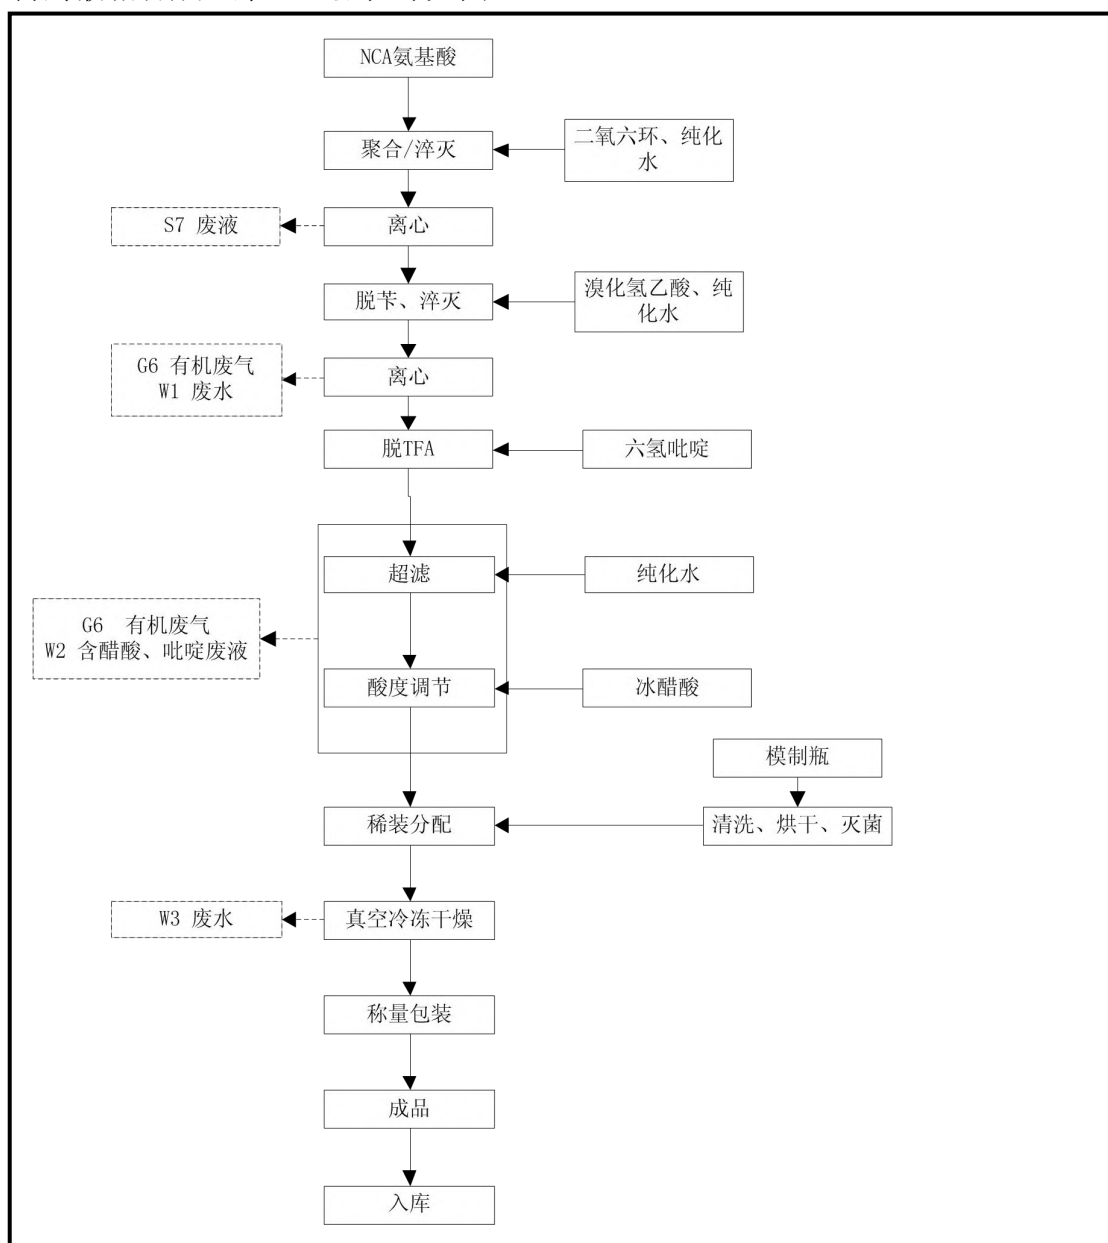 NCA氨基酸
聚合/淬灭
二氧六环、纯化
水
S7 废液
离心
脱苄、淬灭
溴化氢乙酸、纯
化水
G6 有机废气
W1 废水
离心
脱TFA
六氢吡啶
超滤
纯化水
G6 有机废气
W2 含醋酸、吡啶废液
酸度调节
冰醋酸
模制瓶
稀装分配
清洗、烘干、灭菌
W3 废水
真空冷冻干燥
称量包装
成品
入库